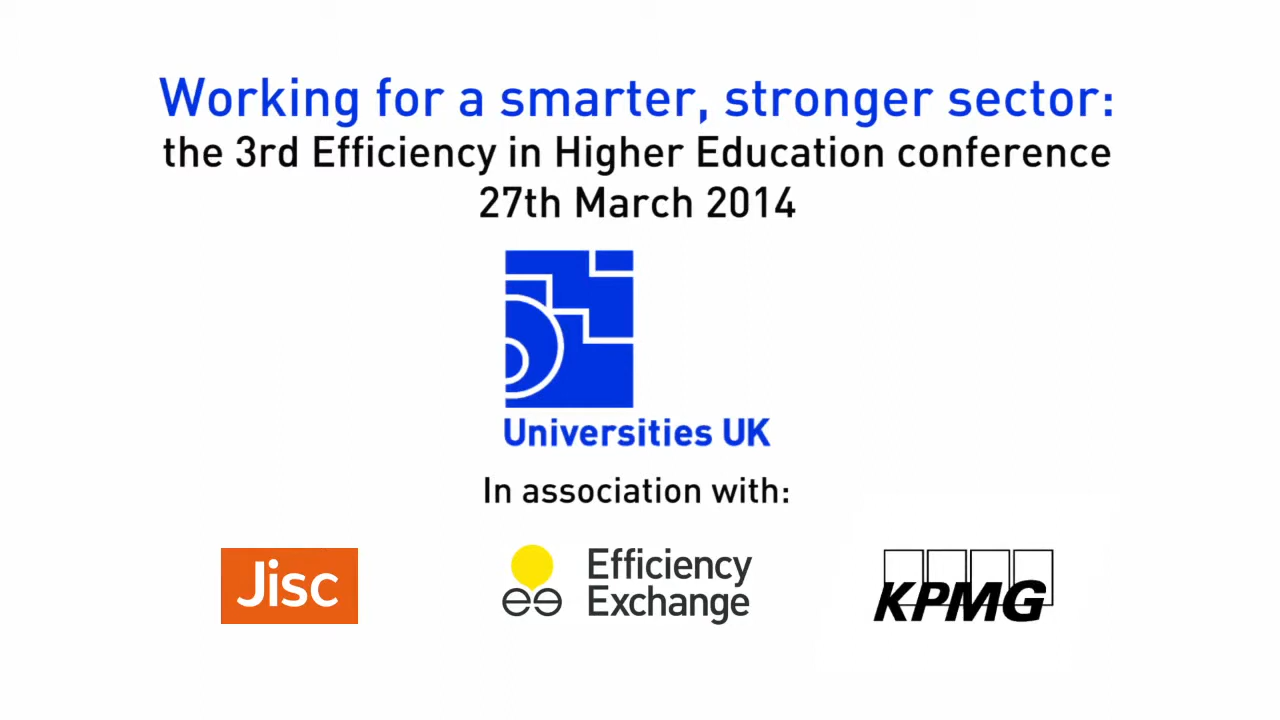 Working for a smarter, stronger sector:
the 3rd Efficiency in Higher Education conference
27th March 2014
Universities UK
In association with:
Jisc
ee Efficiency
Exchange
KPMG